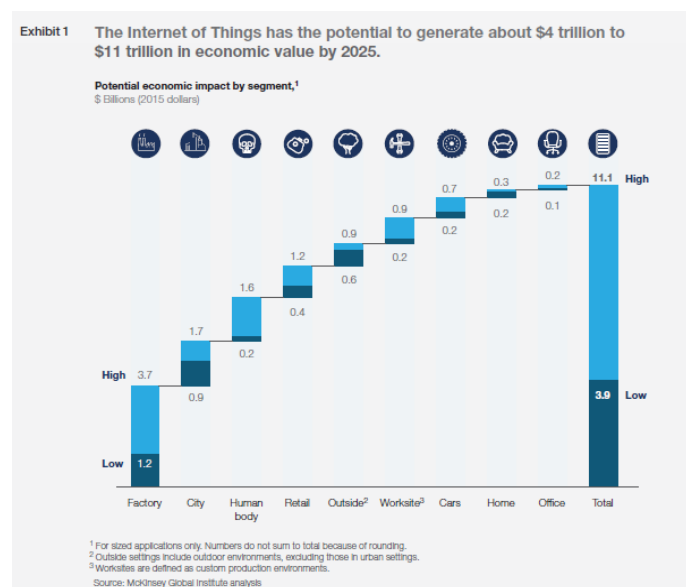 Exhibit 1
The Internet of Things has the potential to generate about $4 trillion to
$11 trillion in economic value by 2025.
Potential economic impact by segment,¹
$ Billions (2015 dollars)
0.2
0.3
11.1 High
0.7
0.9
0.2
0.1
0.9
0.2
1.2
0.2
0.6
1.6
0.4
1.7
0.2
High 3.7
0.9
3.9 Low
Low 1.2
Factory City Human body Retail Outside² Worksite³ Cars Home Office Total
¹ For sized applications only. Numbers do not sum to total because of rounding.
² Outside settings include outdoor environments, excluding those in urban settings.
³ Worksites are defined as custom production environments.
Source: McKinsey Global Institute analysis